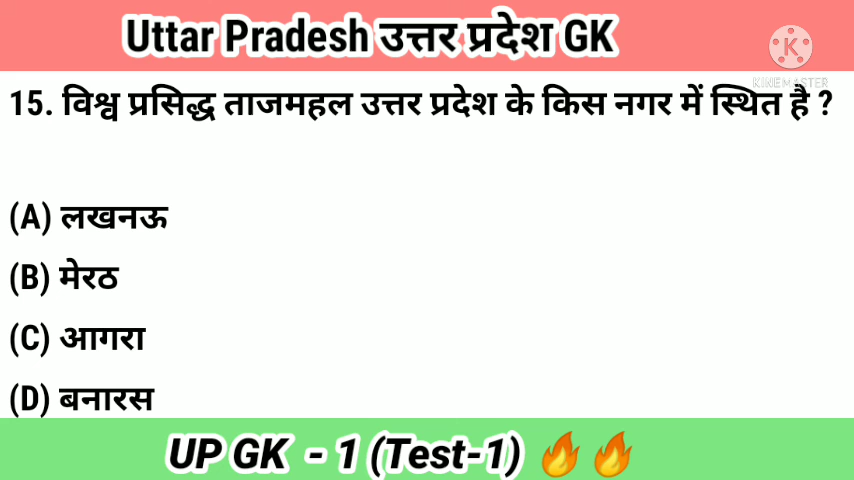 Uttar Pradesh उत्तर प्रदेश GK
K
KINEMASTER
15. विश्व प्रसिद्ध ताजमहल उत्तर प्रदेश के किस नगर में स्थित है ?
(A) लखनऊ
(B) मेरठ
(C) आगरा
(D) बनारस
UP GK - 1 (Test-1) 🔥🔥